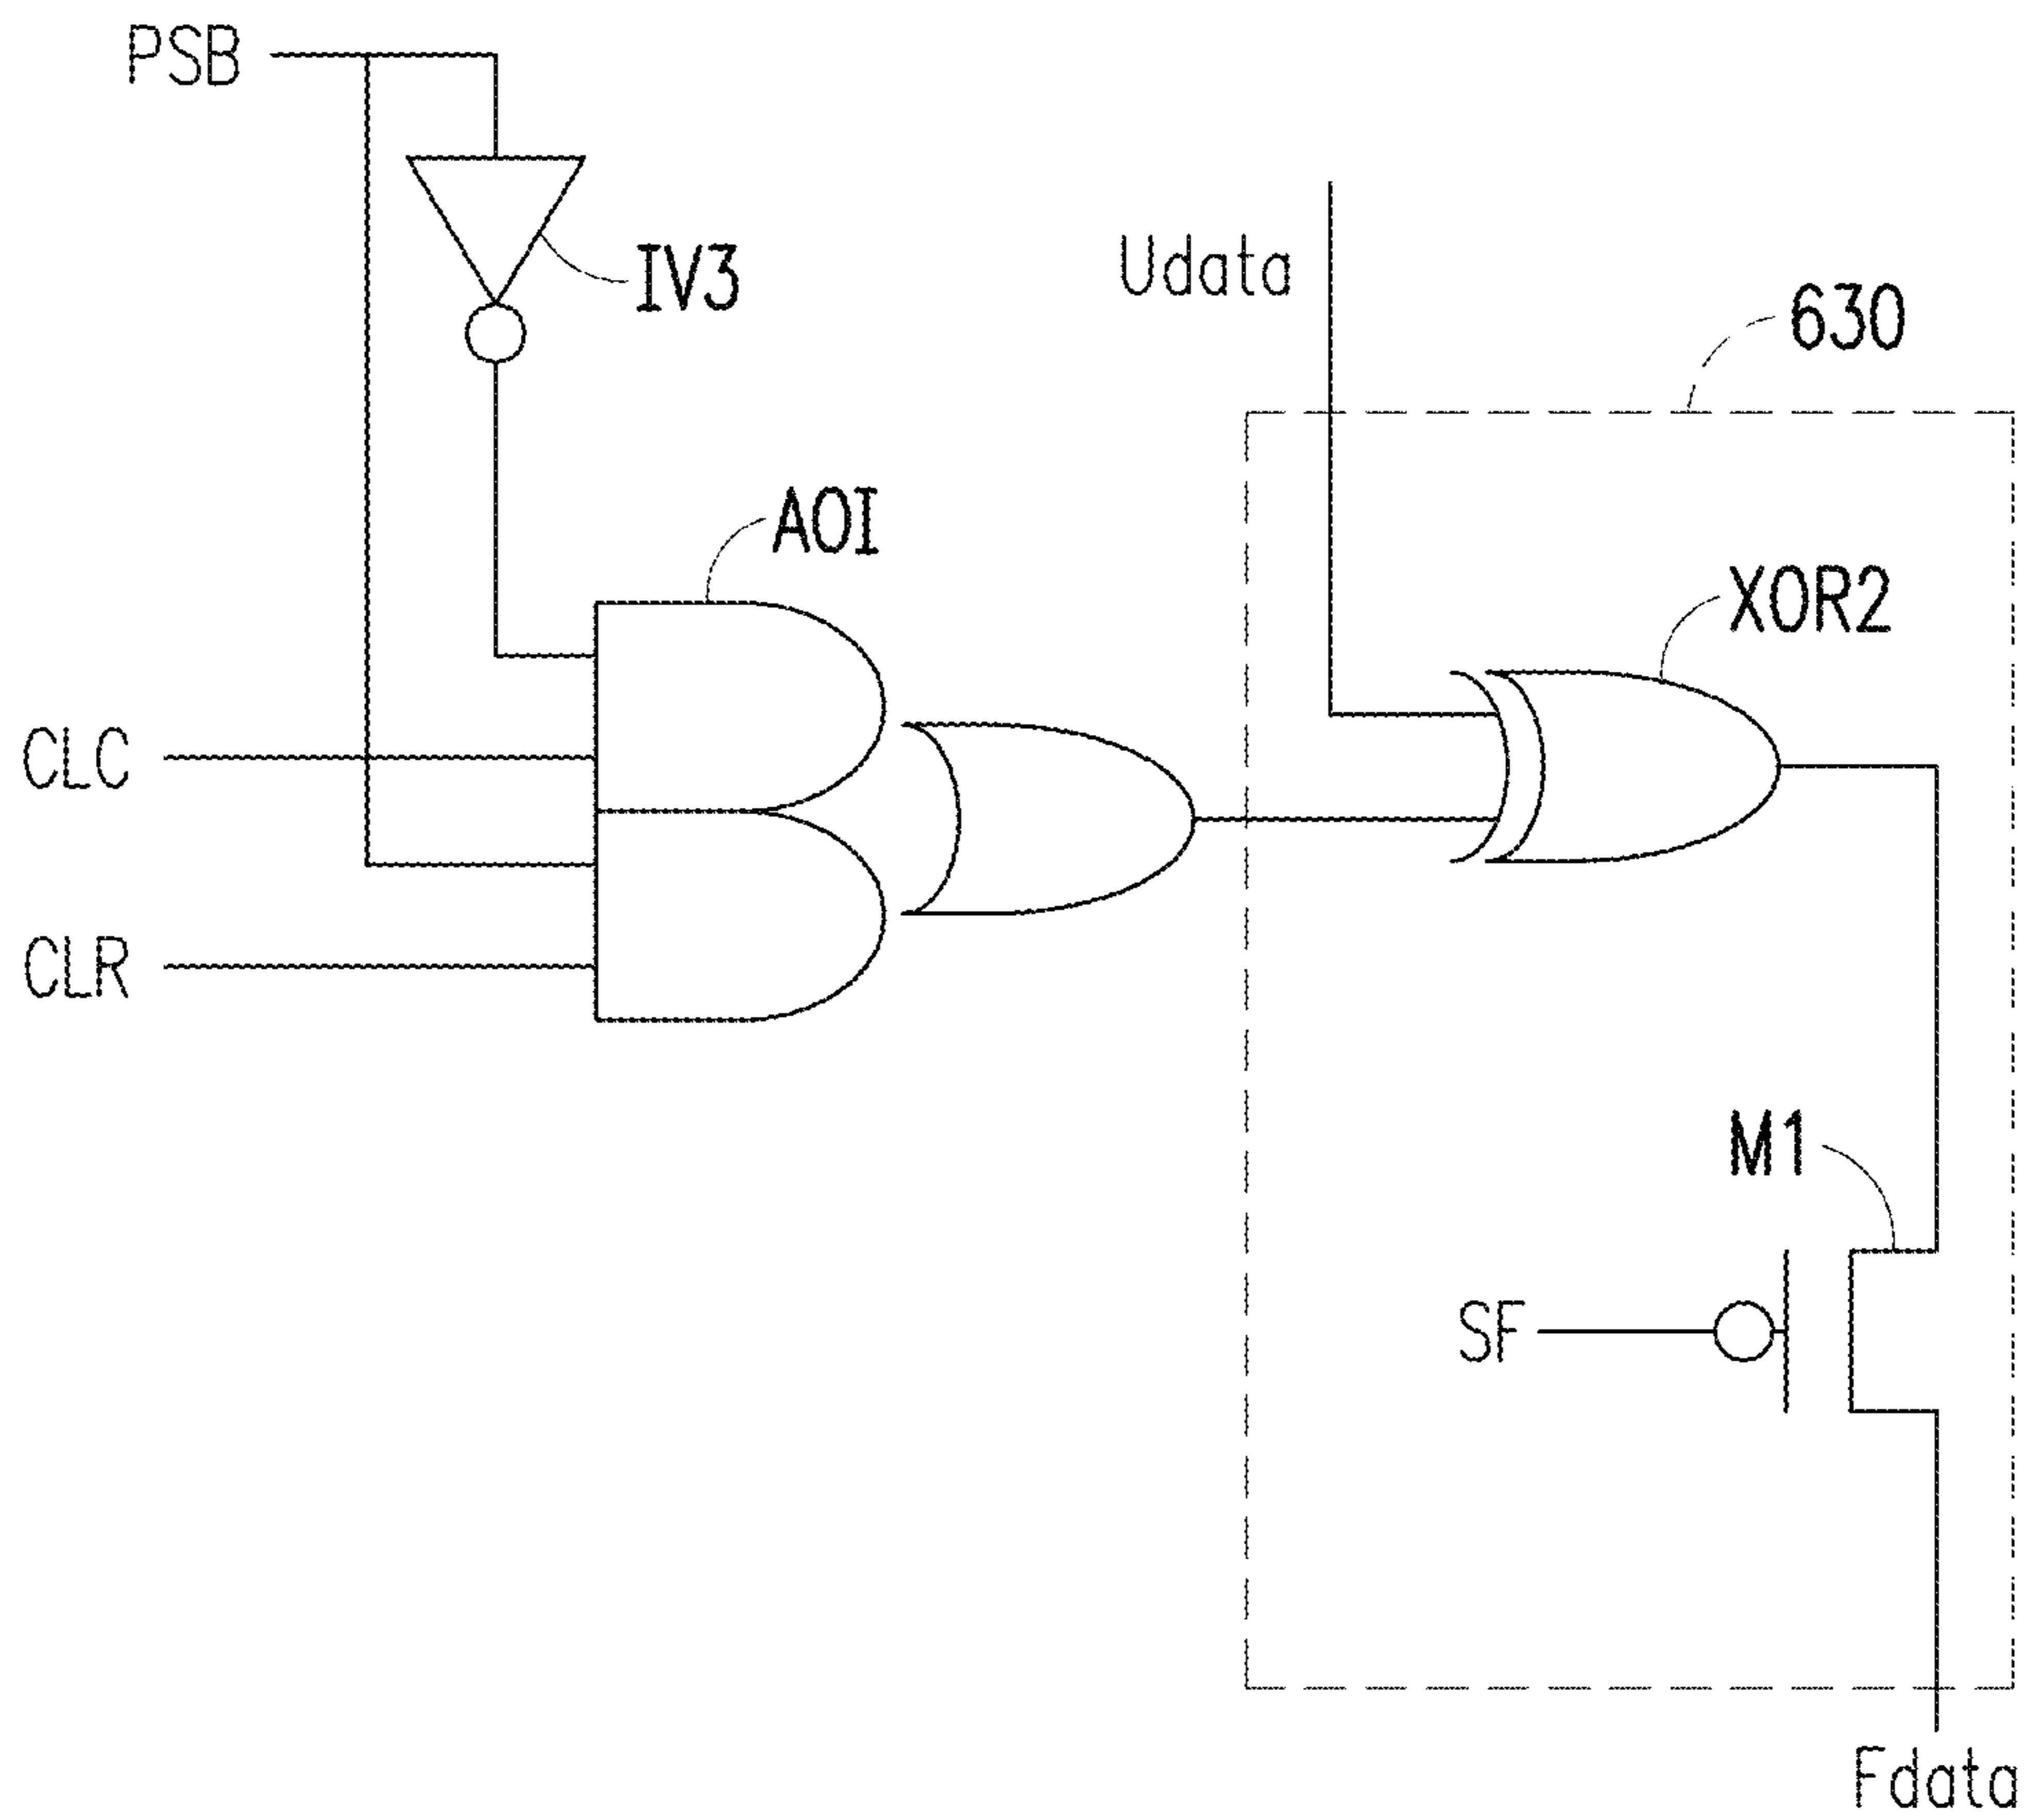 PSB
IV3
Udata
630
AOI
XOR2
CLC
CLR
M1
SF
Fdata